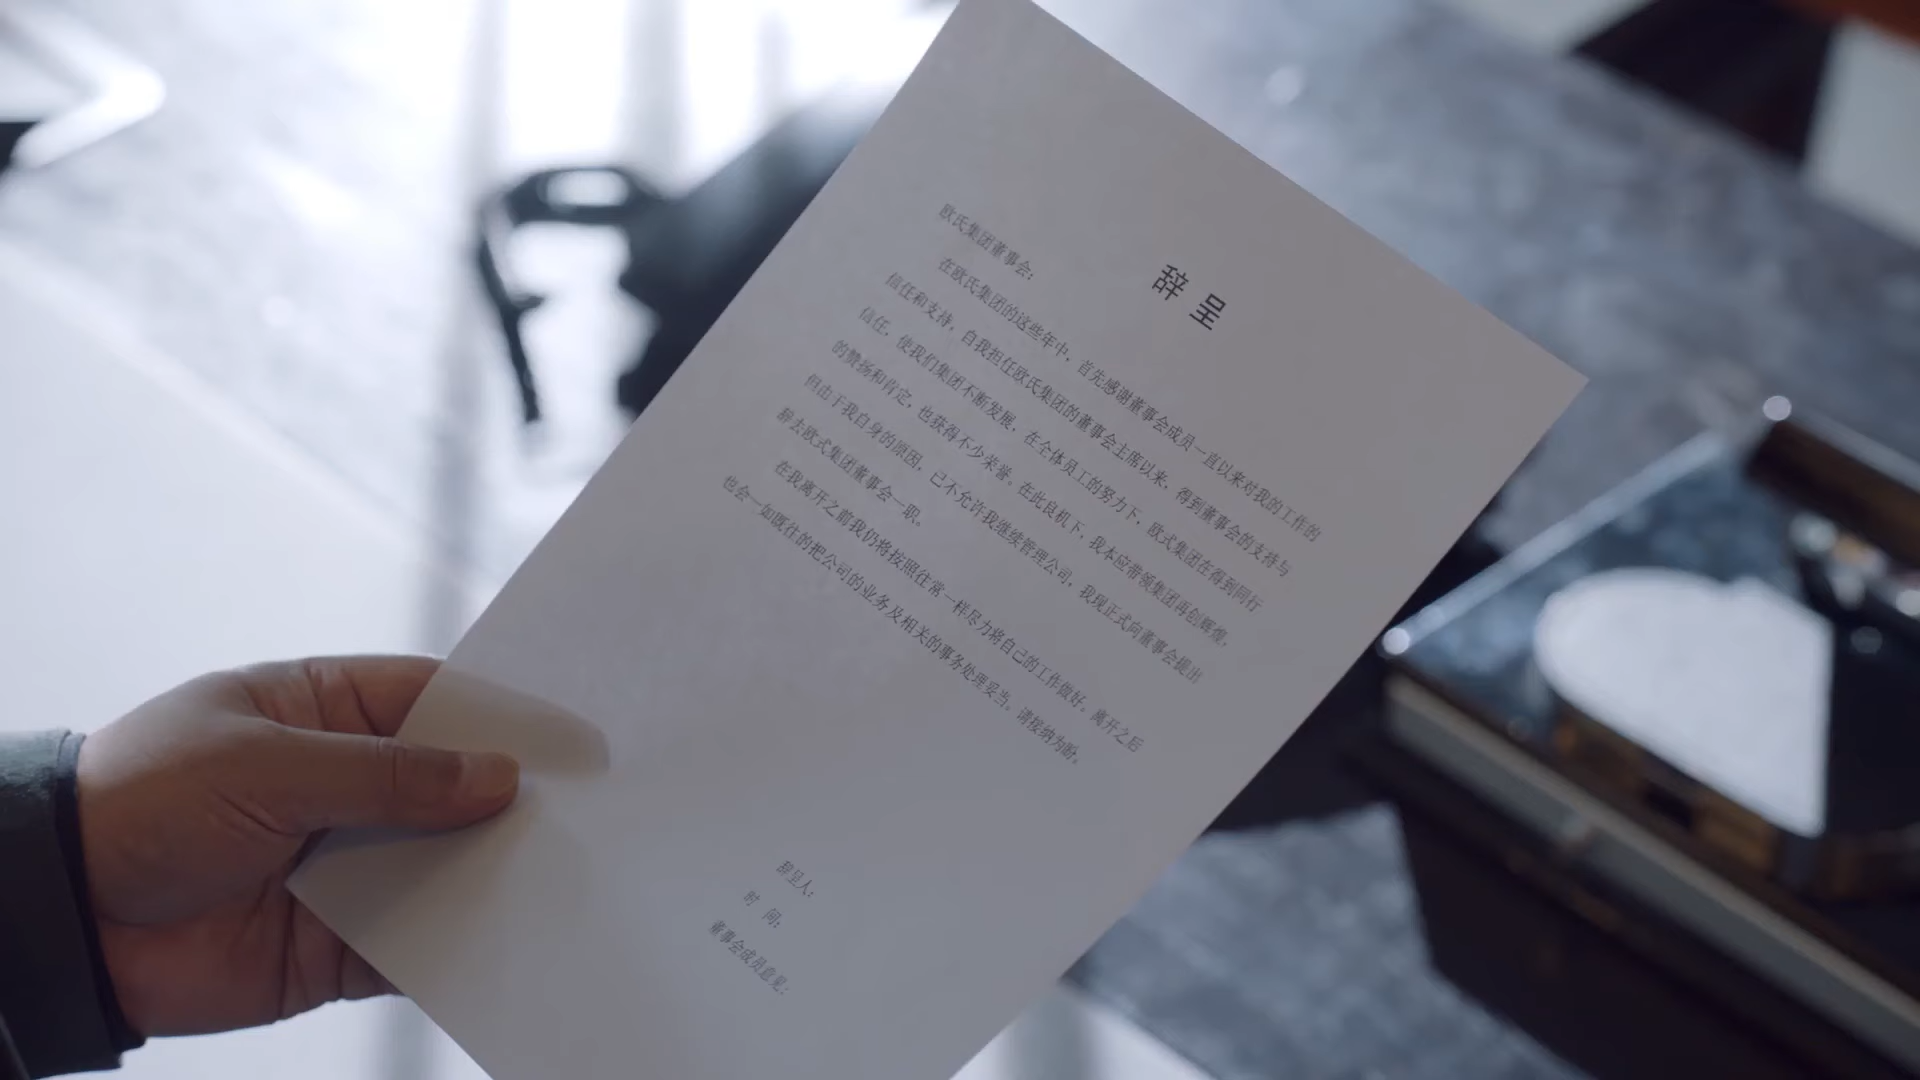 辞呈
欧氏集团董事会：
在欧氏集团的这些年中，首先感谢董事会成员一直以来对我的工作的
信任和支持，自我担任欧氏集团的董事会主席以来，得到董事会的支持与
信任，使我们集团不断发展，在全体员工的努力下，欧式集团在得到同行
的赞扬和肯定，也获得不少荣誉。在此良机下，我本应带领集团再创辉煌，
但由于我自身的原因，已不允许我继续管理公司，我现正式向董事会提出
辞去欧式集团董事会一职。
在我离开之前我仍将按照往常一样尽力将自己的工作做好，离开之后
也会一如既往的把公司的业务及相关的事务处理妥当。请接纳为盼。
辞呈人：
时 间：
董事会成员意见：